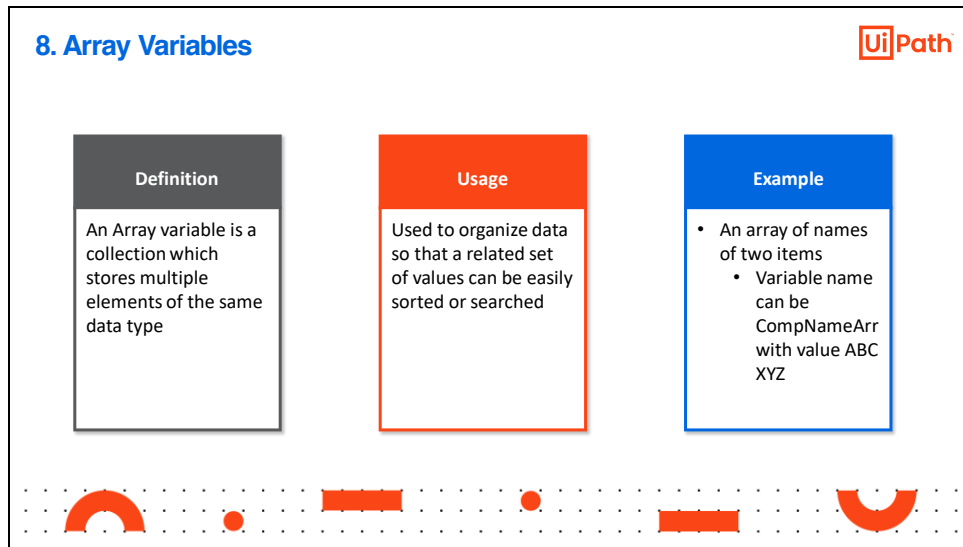 8. Array Variables
UiPath
Definition
An Array variable is a
collection which
stores multiple
elements of the same
data type
Usage
Used to organize data
so that a related set
of values can be easily
sorted or searched
Example
• An array of names
of two items
• Variable name
can be
CompNameArr
with value ABC
XYZ